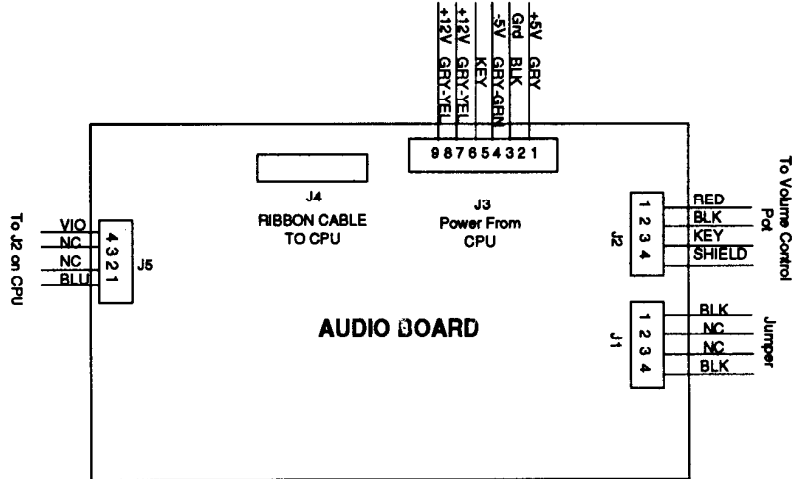 +12V GRY-YEL
+12V GRY-YEL
KEY
-5V GRY-GRN
Grd BLK
+5V GRY
9 8 7 6 5 4 3 2 1
J3
Power From
CPU
J4
RIBBON CABLE
TO CPU
To J2 on CPU
VIO
NC
NC
BLU
4 3 2 1
J5
AUDIO BOARD
J2
1 2 3 4
RED
BLK
KEY
SHIELD
To Volume Control
Pot
J1
1 2 3 4
BLK
NC
NC
BLK
Jumper